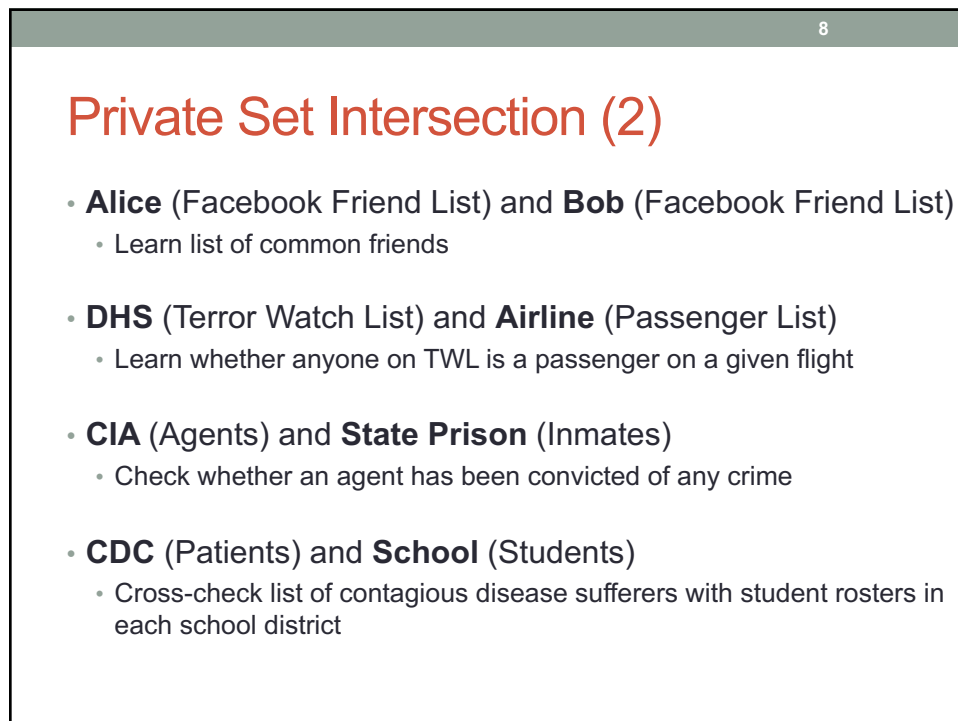 8
Private Set Intersection (2)
• Alice (Facebook Friend List) and Bob (Facebook Friend List)
• Learn list of common friends
• DHS (Terror Watch List) and Airline (Passenger List)
• Learn whether anyone on TWL is a passenger on a given flight
• CIA (Agents) and State Prison (Inmates)
• Check whether an agent has been convicted of any crime
• CDC (Patients) and School (Students)
• Cross-check list of contagious disease sufferers with student rosters in
each school district